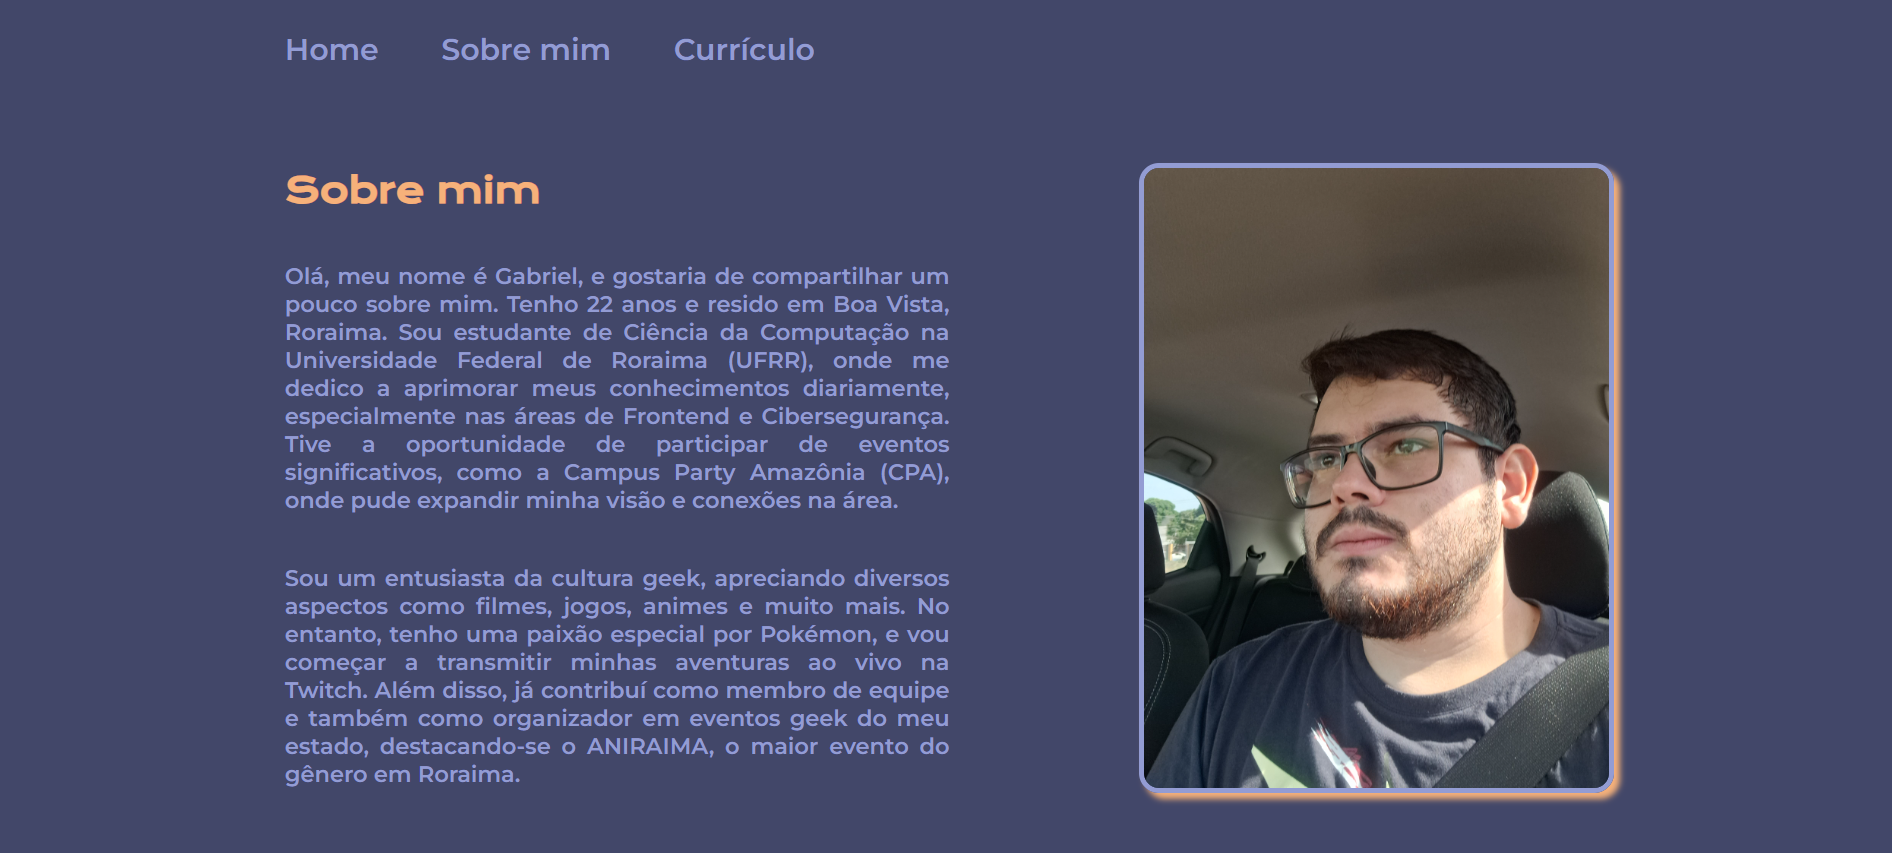 Home Sobre mim Currículo
Sobre mim
Olá, meu nome é Gabriel, e gostaria de compartilhar um
pouco sobre mim. Tenho 22 anos e resido em Boa Vista,
Roraima. Sou estudante de Ciência da Computação na
Universidade Federal de Roraima (UFRR), onde me
dedico a aprimorar meus conhecimentos diariamente,
especialmente nas áreas de Frontend e Cibersegurança.
Tive a oportunidade de participar de eventos
significativos, como a Campus Party Amazônia (CPA),
onde pude expandir minha visão e conexões na área.
Sou um entusiasta da cultura geek, apreciando diversos
aspectos como filmes, jogos, animes e muito mais. No
entanto, tenho uma paixão especial por Pokémon, e vou
começar a transmitir minhas aventuras ao vivo na
Twitch. Além disso, já contribuí como membro de equipe
e também como organizador em eventos geek do meu
estado, destacando-se o ANIRAIMA, o maior evento do
gênero em Roraima.